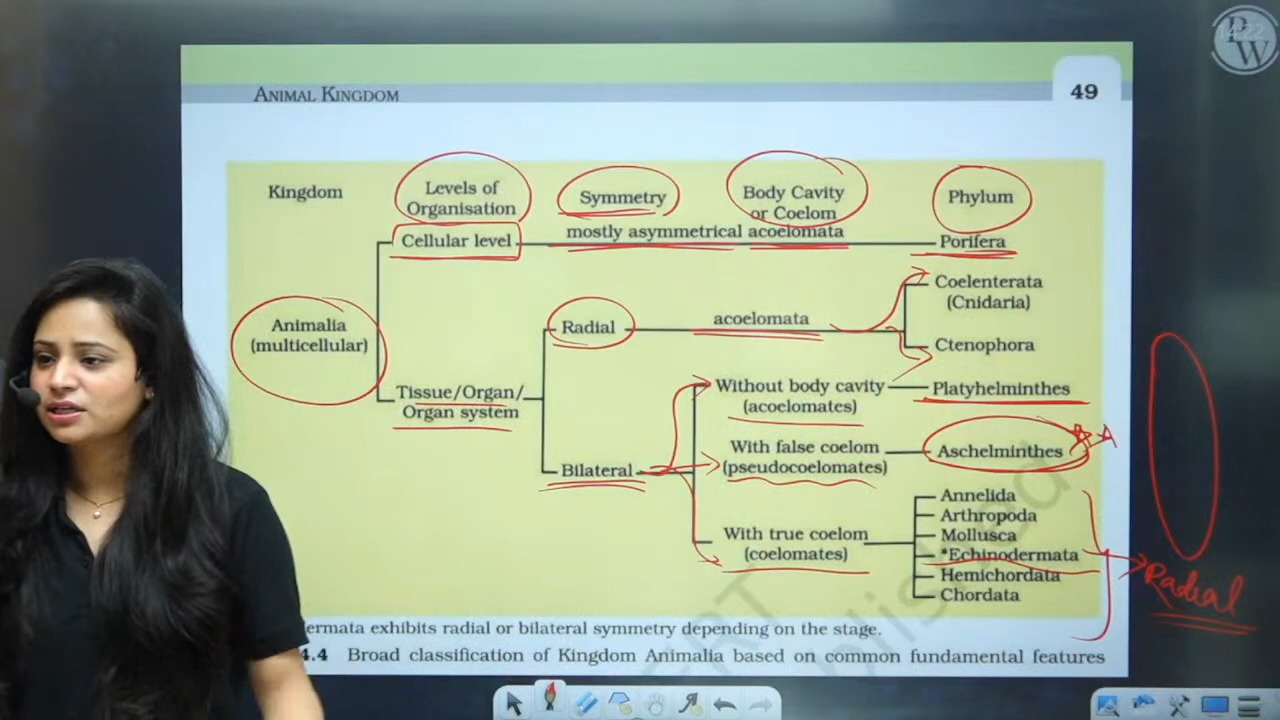 PW
14:22
ANIMAL KINGDOM
49
Kingdom
Levels of
Organisation
Symmetry
Body Cavity
or Coelom
Phylum
Cellular level
mostly asymmetrical acoelomata
Porifera
Animalia
(multicellular)
Radial
acoelomata
Coelenterata
(Cnidaria)
Ctenophora
Tissue/Organ/
Organ system
Without body cavity
(acoelomates)
Platyhelminthes
With false coelom
(pseudocoelomates)
Aschelminthes
Bilateral
With true coelom
(coelomates)
Annelida
Arthropoda
Mollusca
*Echinodermata
Hemichordata
Chordata
Radial
ermata exhibits radial or bilateral symmetry depending on the stage.
4.4 Broad classification of Kingdom Animalia based on common fundamental features